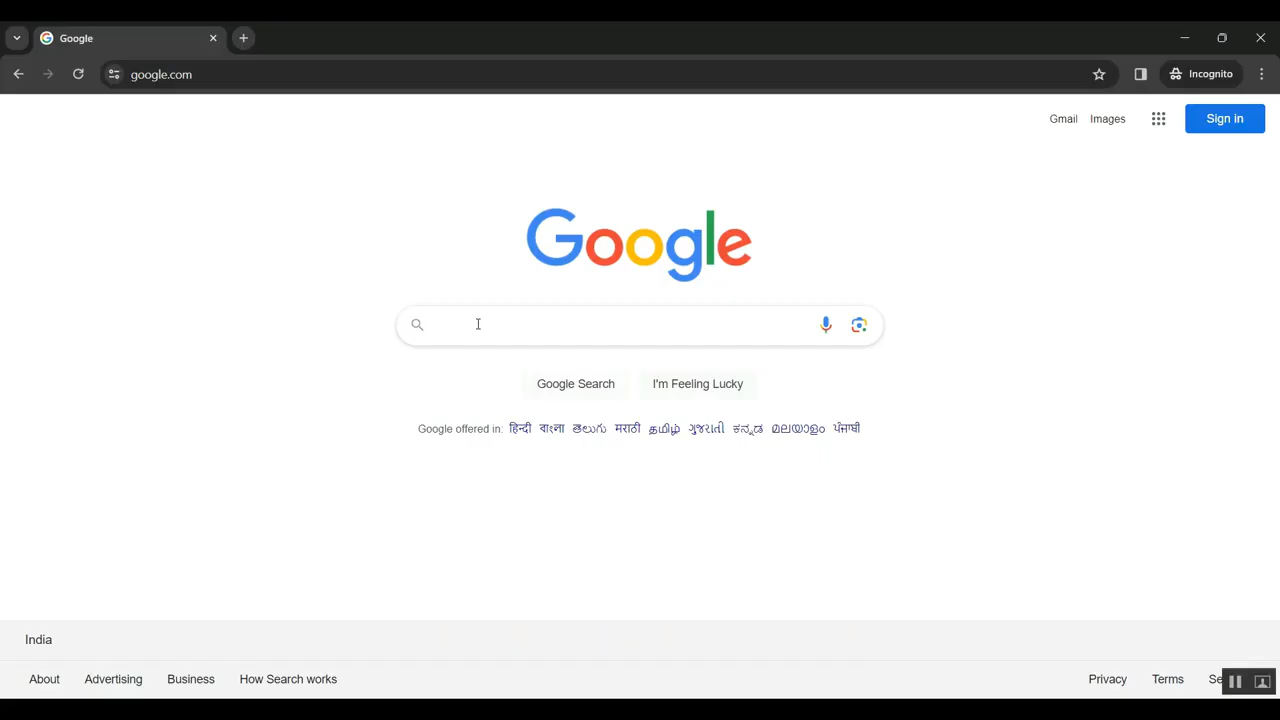 Google
google.com
Incognito
Gmail Images Sign in
Google
Google Search I'm Feeling Lucky
Google offered in: हिन्दी বাংলা తెలుగు मराठी தமிழ் ગુજરાતી ಕನ್ನಡ മലയാളം ਪੰਜਾਬੀ
India
About Advertising Business How Search works Privacy Terms Se